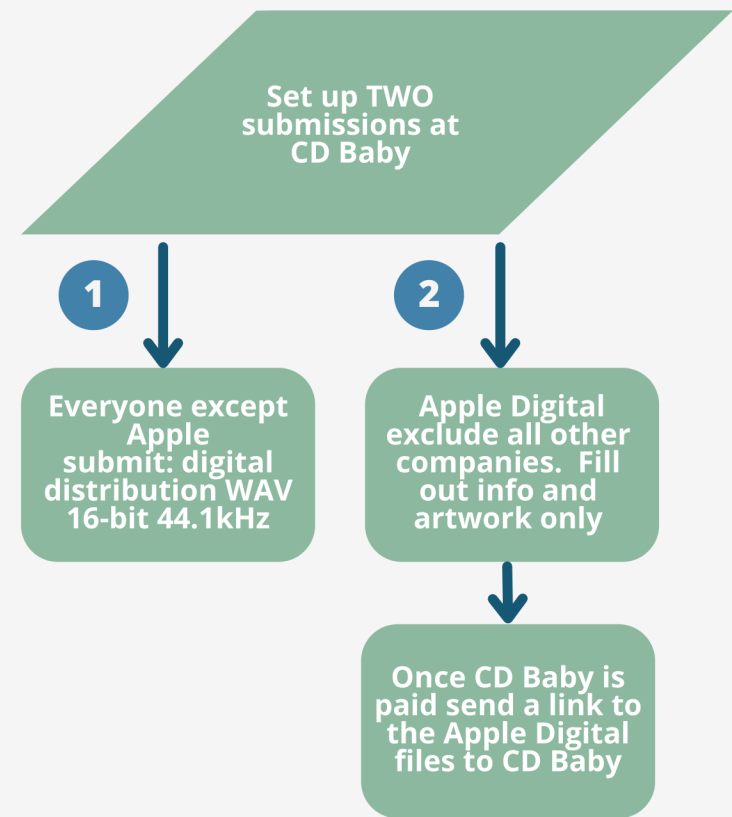 Set up TWO
submissions at
CD Baby
1
2
Everyone except
Apple
submit: digital
distribution WAV
16-bit 44.1kHz
Apple Digital
exclude all other
companies.  Fill
out info and
artwork only
Once CD Baby is
paid send a link to
the Apple Digital
files to CD Baby